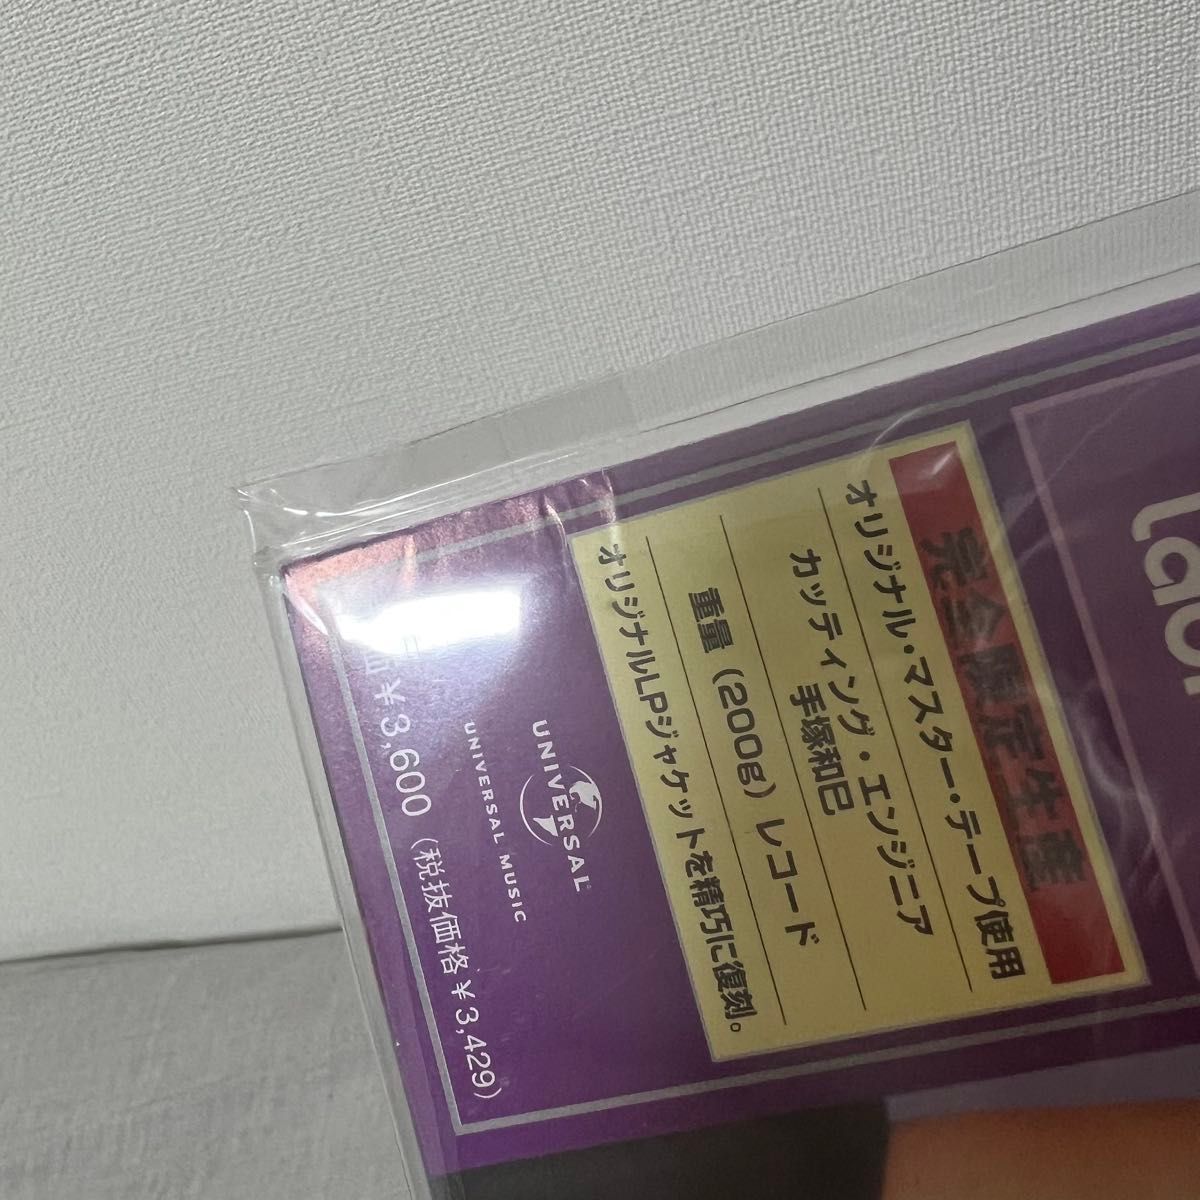 完全限定生産
オリジナル・マスター・テープ使用
カッティング・エンジニア
手塚和巳
重量（200g）レコード
オリジナルLPジャケットを精巧に復刻。
UNIVERSAL
UNIVERSAL MUSIC
価￥3,600（税抜価格￥3,429）